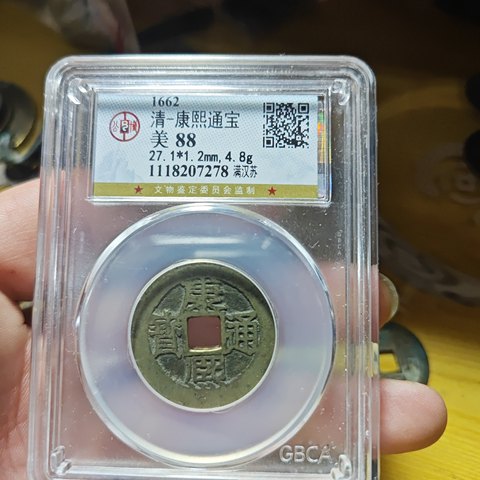 1662
清-康熙通宝
美 88
27.1*1.2mm, 4.8g
1118207278 满汉苏
★ 文物鉴定委员会监制 ★
康熙通寳
GBCA